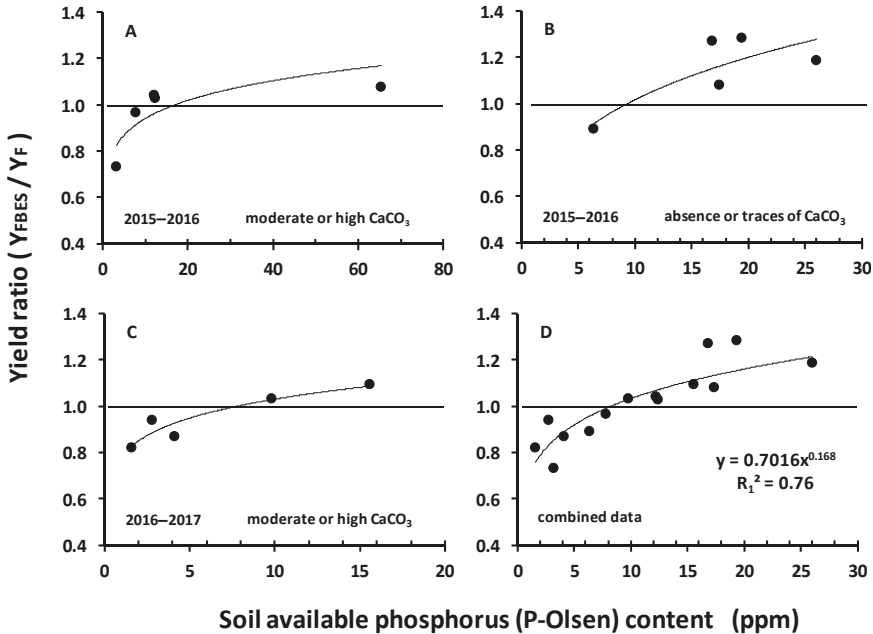 Yield ratio ( YFBES / YF )
1.4
1.2
1.0
0.8
0.6
0.4
A
2015–2016 moderate or high CaCO₃
0 20 40 60 80
1.4
1.2
1.0
0.8
0.6
0.4
B
2015–2016 absence or traces of CaCO₃
0 5 10 15 20 25 30
1.4
1.2
1.0
0.8
0.6
0.4
C
2016–2017 moderate or high CaCO₃
0 5 10 15 20
1.4
1.2
1.0
0.8
0.6
0.4
D
y = 0.7016x⁰·¹⁶⁸
R₁² = 0.76
combined data
0 5 10 15 20 25 30
Soil available phosphorus (P-Olsen) content (ppm)